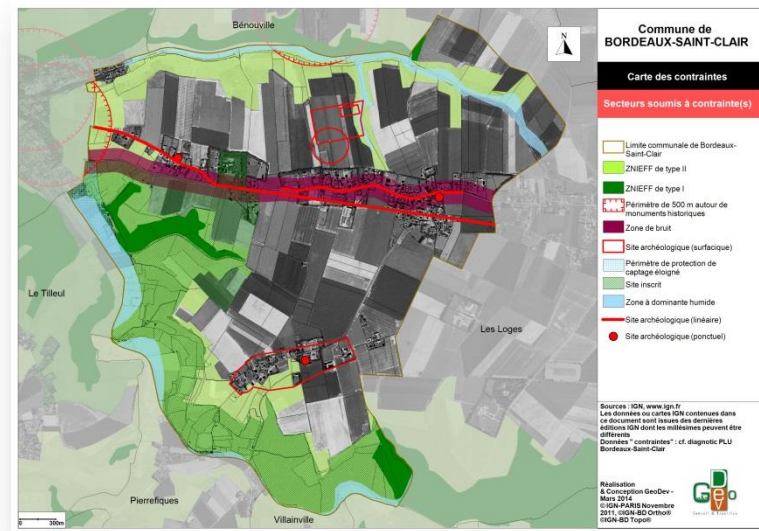 Bénouville
N
Le Tilleul
Les Loges
Pierrefiques
Villainville
0 300m
Commune de
BORDEAUX-SAINT-CLAIR
Carte des contraintes
Secteurs soumis à contrainte(s)
Limite communale de Bordeaux-
Saint-Clair
ZNIEFF de type II
ZNIEFF de type I
Périmètre de 500 m autour de
monuments historiques
Zone de bruit
Site archéologique (surfacique)
Périmètre de protection de
captage éloigné
Site inscrit
Zone à dominante humide
Site archéologique (linéaire)
Site archéologique (ponctuel)
Sources : IGN, www.ign.fr
Les données ou cartes IGN contenues dans
ce document sont issues des dernières
éditions IGN dont les millésimes peuvent être
différents
Données " contraintes" : cf. diagnotic PLU
Bordeaux-Saint-Clair
Réalisation
& Conception GeoDev -
Mars 2014
© IGN-PARIS Novembre
2011, ©IGN-BD Ortho®
©IGN-BD Topo®
GeoDev